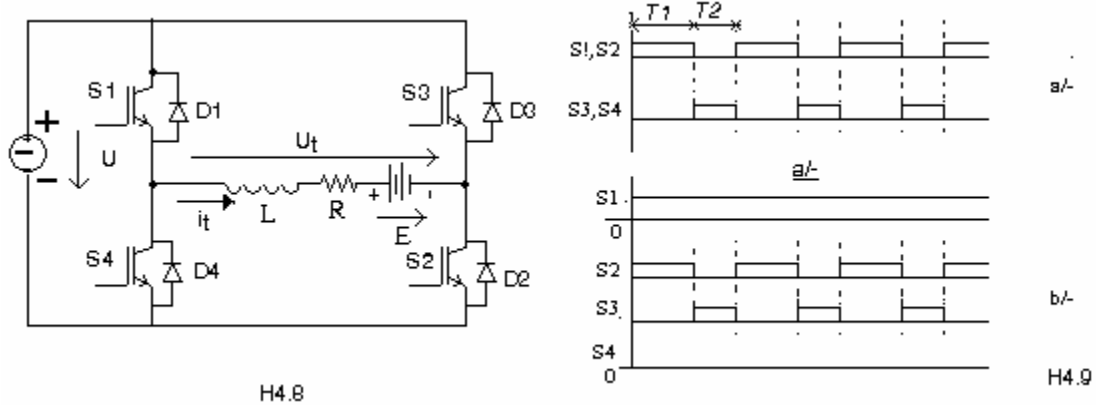 S1
D1
S3
D3
+
−
−
U
Ut
it
L
R
+
-
E
S4
D4
S2
D2
H4.8
T1
T2
S!,S2
a/-
S3,S4
a/-
S1
0
S2
b/-
S3
S4
0
H4.9